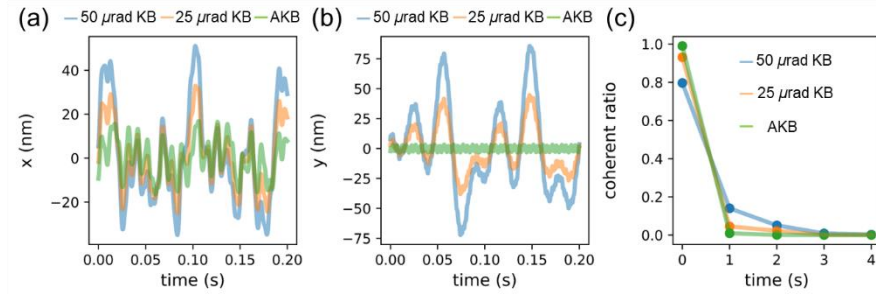 (a) 50 μrad KB 25 μrad KB AKB
x (nm)
40
20
0
−20
0.00 0.05 0.10 0.15 0.20
time (s)
(b) 50 μrad KB 25 μrad KB AKB
y (nm)
75
50
25
0
−25
−50
−75
0.00 0.05 0.10 0.15 0.20
time (s)
(c)
coherent ratio
1.0
0.8
0.6
0.4
0.2
0.0
50 μrad KB
25 μrad KB
AKB
0 1 2 3 4
time (s)